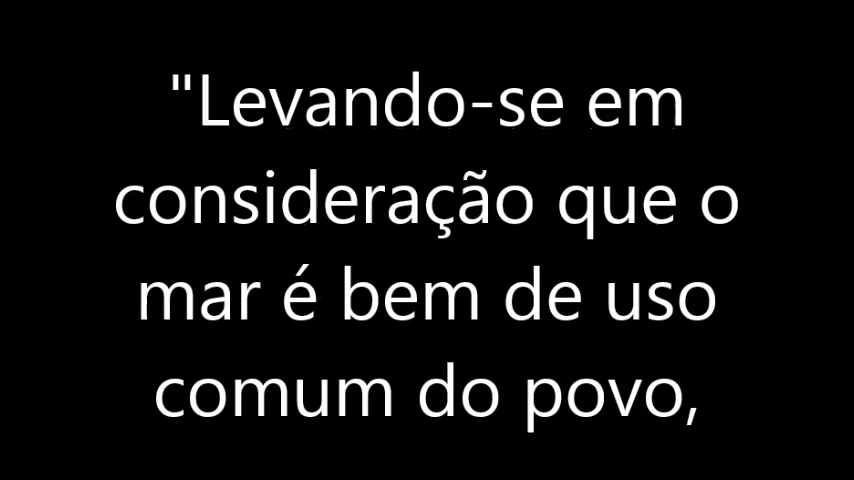 "Levando-se em
consideração que o
mar é bem de uso
comum do povo,